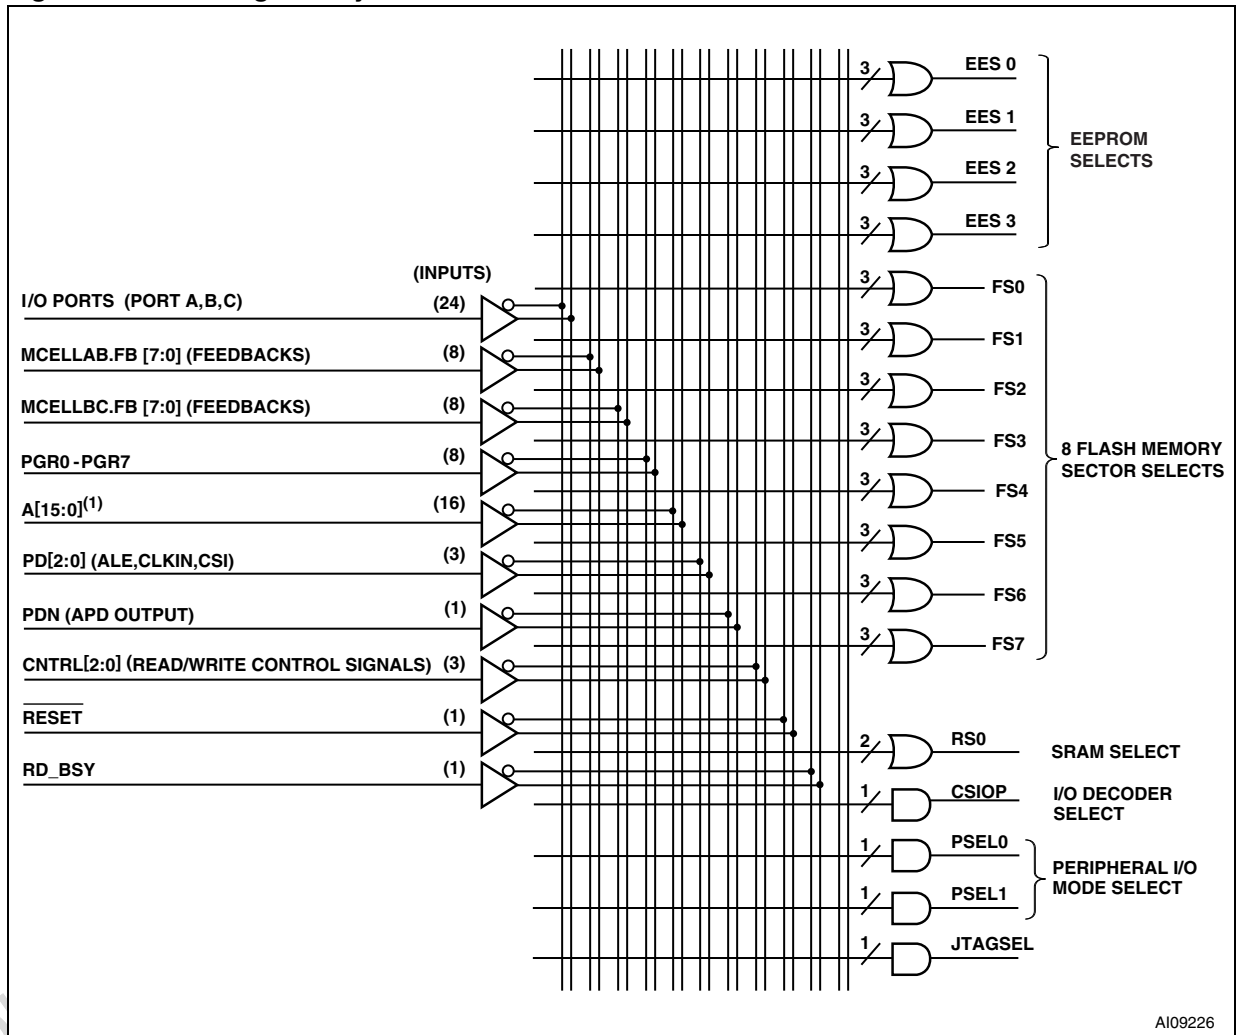 3 EES 0
3 EES 1
EEPROM
SELECTS
3 EES 2
3 EES 3
(INPUTS)
3 FS0
I/O PORTS (PORT A,B,C) (24)
3 FS1
MCELLAB.FB [7:0] (FEEDBACKS) (8)
3 FS2
MCELLBC.FB [7:0] (FEEDBACKS) (8)
3 FS3
8 FLASH MEMORY
SECTOR SELECTS
PGR0 -PGR7 (8)
3 FS4
A[15:0](1) (16)
3 FS5
PD[2:0] (ALE,CLKIN,CSI) (3)
3 FS6
PDN (APD OUTPUT) (1)
3 FS7
CNTRL[2:0] (READ/WRITE CONTROL SIGNALS) (3)
RESET (1)
2 RS0 SRAM SELECT
RD_BSY (1)
1 CSIOP I/O DECODER
SELECT
1 PSEL0
PERIPHERAL I/O
MODE SELECT
1 PSEL1
1 JTAGSEL
AI09226